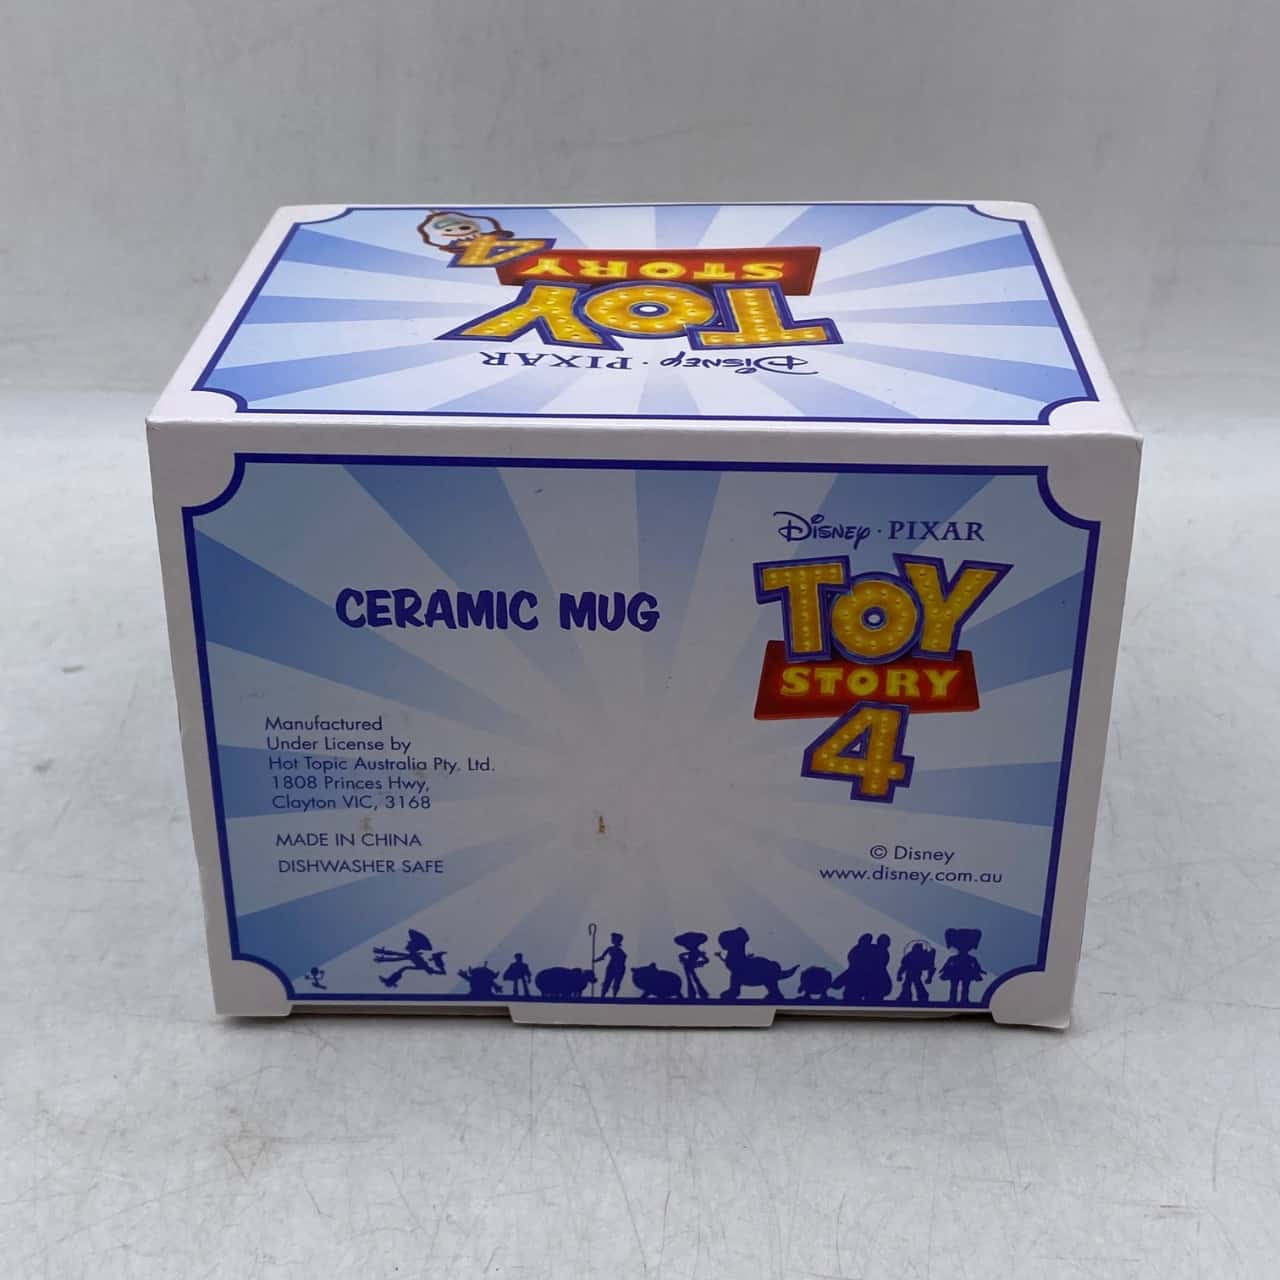 4
STORY
TOY
Disney · PIXAR
CERAMIC MUG
Manufactured
Under License by
Hot Topic Australia Pty. Ltd.
1808 Princes Hwy,
Clayton VIC, 3168
MADE IN CHINA
DISHWASHER SAFE
Disney · PIXAR
TOY
STORY
4
© Disney
www.disney.com.au